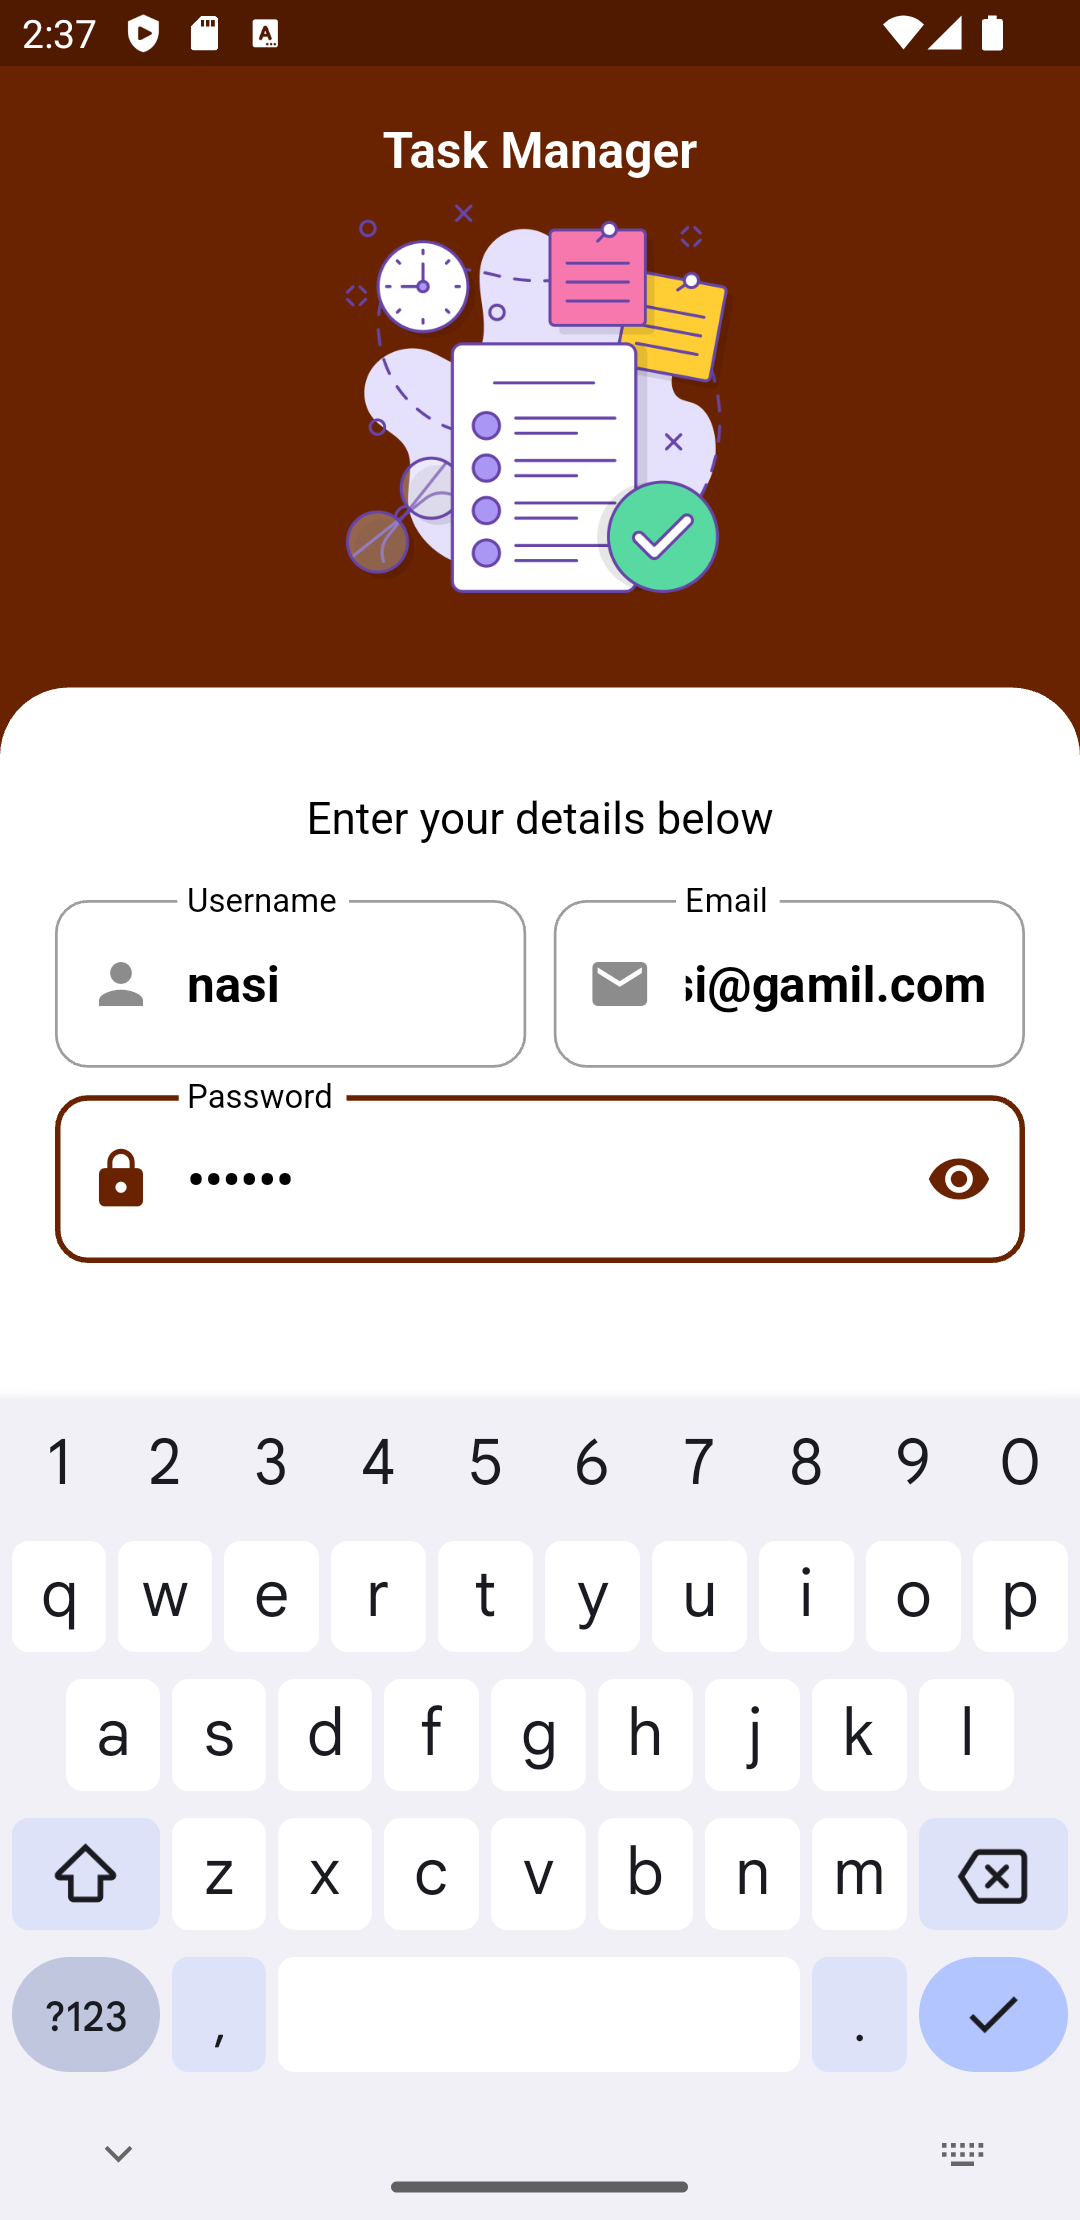 2:37
Task Manager
Enter your details below
Username
Email
nasi
si@gamil.com
Password
••••••
1 2 3 4 5 6 7 8 9 0
q w e r t y u i o p
a s d f g h j k l
z x c v b n m
?123 , .